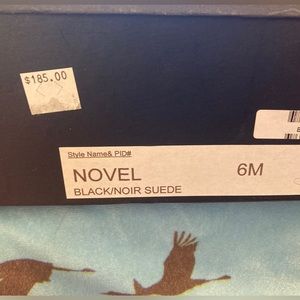 $185.00
Style Name& PID#
NOVEL 6M
BLACK/NOIR SUEDE